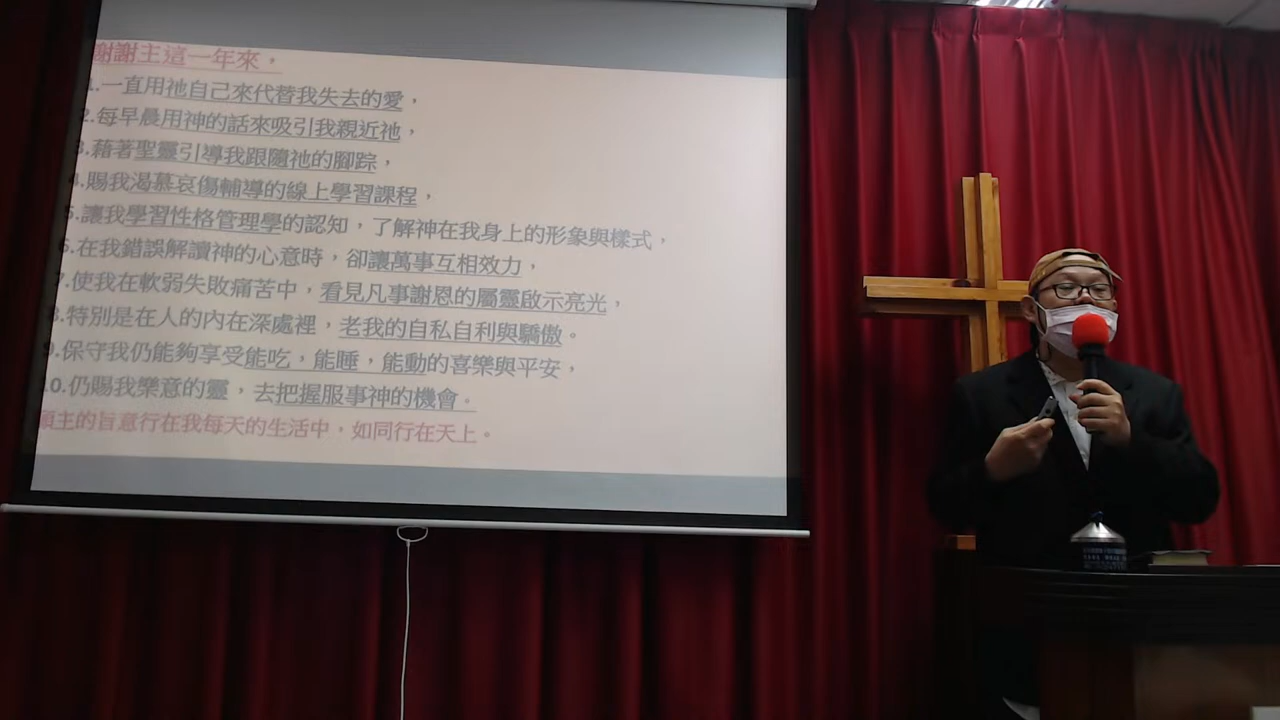 謝謝主這一年來，
1.一直用祂自己來代替我失去的愛，
2.每早晨用神的話來吸引我親近祂，
3.藉著聖靈引導我跟隨祂的腳踪，
4.賜我渴慕哀傷輔導的線上學習課程，
5.讓我學習性格管理學的認知，了解神在我身上的形象與樣式，
6.在我錯誤解讀神的心意時，卻讓萬事互相效力，
7.使我在軟弱失敗痛苦中，看見凡事謝恩的屬靈啟示亮光，
8.特別是在人的內在深處裡，老我的自私自利與驕傲。
9.保守我仍能夠享受能吃，能睡，能動的喜樂與平安，
10.仍賜我樂意的靈，去把握服事神的機會。
願主的旨意行在我每天的生活中，如同行在天上。